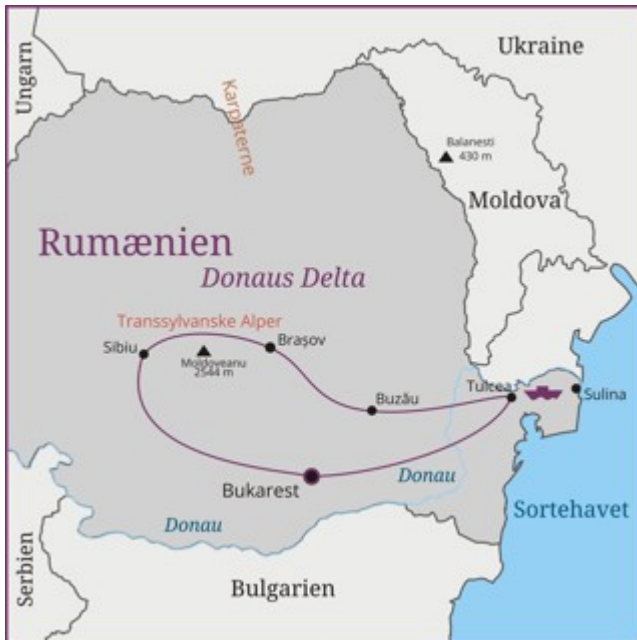 Ukraine
Ungarn
Karpaterne
Balanesti
430 m
Moldova
Rumænien
Donaus Delta
Transsylvanske Alper
Sibiu
Brașov
Moldoveanu
2544 m
Tulcea
Sulina
Buzău
Bukarest
Donau
Donau
Sortehavet
Serbien
Bulgarien